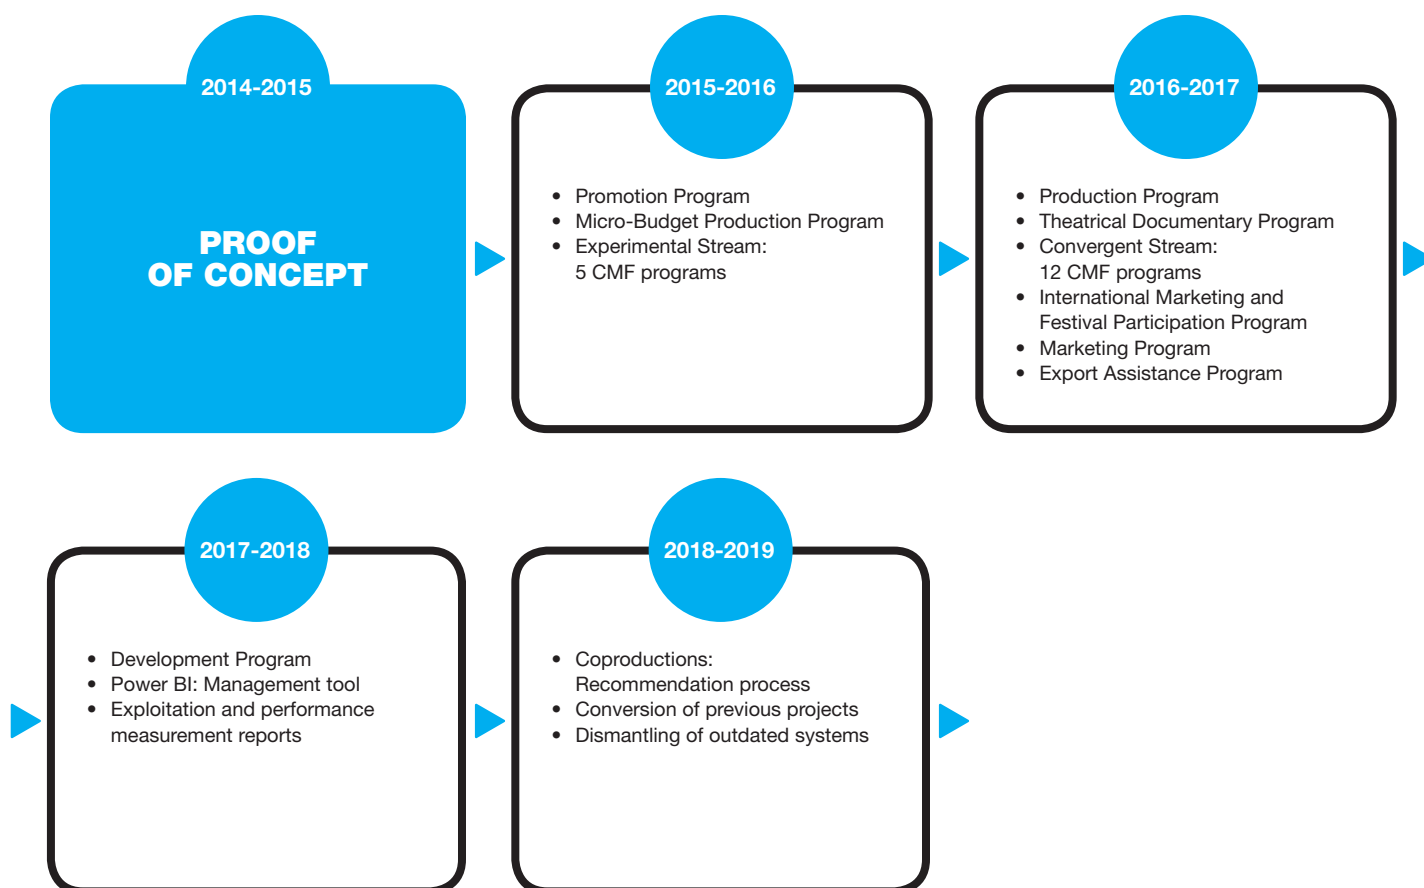 2014-2015
PROOF
OF CONCEPT
2015-2016
• Promotion Program
• Micro-Budget Production Program
• Experimental Stream:
5 CMF programs
2016-2017
• Production Program
• Theatrical Documentary Program
• Convergent Stream:
12 CMF programs
• International Marketing and
Festival Participation Program
• Marketing Program
• Export Assistance Program
2017-2018
• Development Program
• Power BI: Management tool
• Exploitation and performance
measurement reports
2018-2019
• Coproductions:
Recommendation process
• Conversion of previous projects
• Dismantling of outdated systems